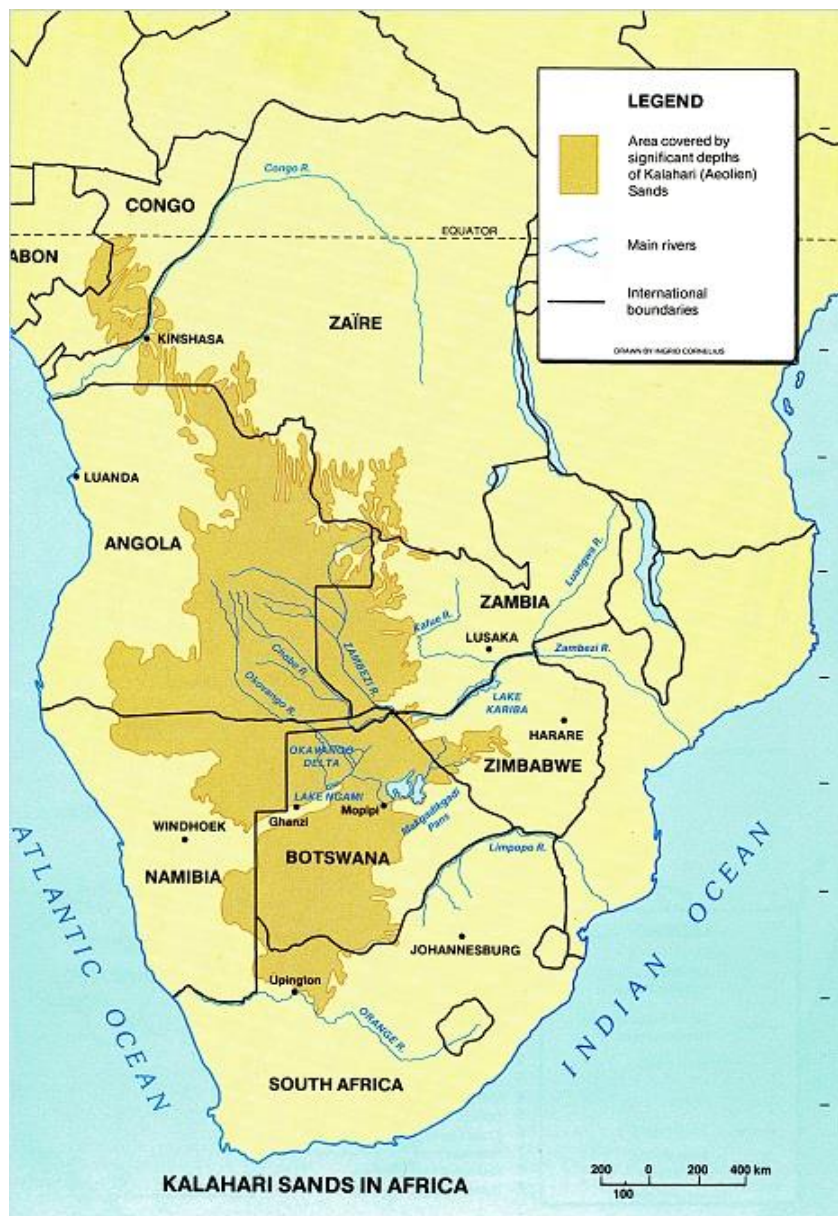 LEGEND
Area covered by
significant depths
of Kalahari (Aeolien)
Sands
Main rivers
International
boundaries
DRAWN BY INGRID CORNELIUS
Congo R.
CONGO
EQUATOR
ABON
ZAÏRE
KINSHASA
LUANDA
ANGOLA
Luangwa R.
ZAMBIA
Kafue R.
LUSAKA
ZAMBEZI R.
Chobe R.
Zambezi R.
Okovango R.
LAKE
KARIBA
HARARE
OKAVANGO
DELTA
ZIMBABWE
LAKE NGAMI
R.
Ghanzi
Mopipi
Makgadikgadi
Pans
WINDHOEK
BOTSWANA
Limpopo R.
NAMIBIA
JOHANNESBURG
Upington
ORANGE R.
ATLANTIC OCEAN
INDIAN OCEAN
SOUTH AFRICA
200 0 200 400 km
100
KALAHARI SANDS IN AFRICA